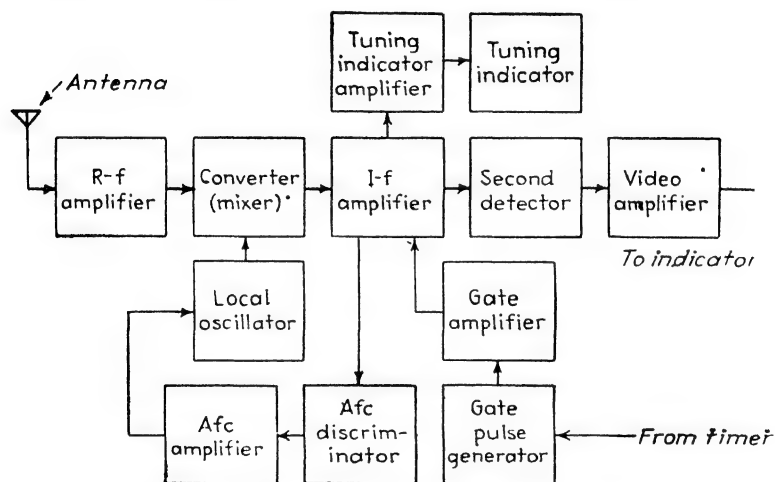 Tuning
indicator
amplifier
Tuning
indicator
Antenna
R-f
amplifier
Converter
(mixer)
I-f
amplifier
Second
detector
Video
amplifier
To indicator
Local
oscillator
Gate
amplifier
Afc
amplifier
Afc
discrim-
inator
Gate
pulse
generator
From timer